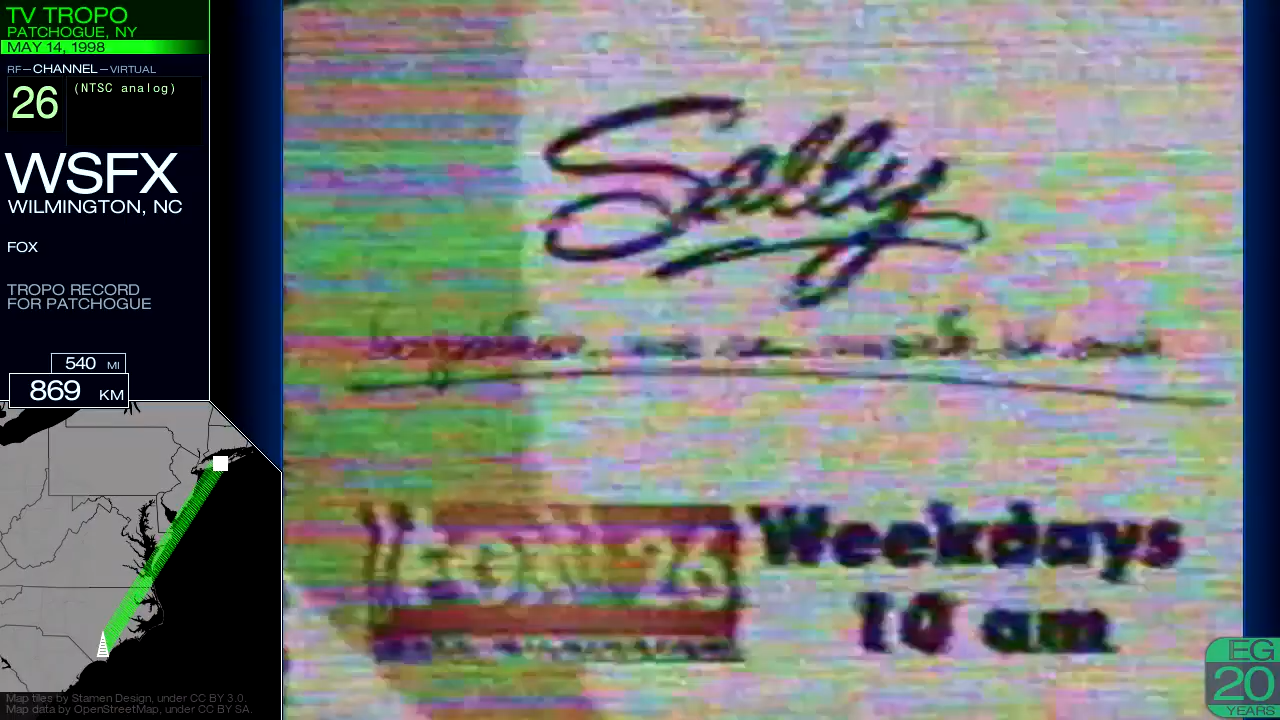 TV TROPO
PATCHOGUE, NY
MAY 14, 1998
RF–CHANNEL–VIRTUAL
26
(NTSC analog)
WSFX
WILMINGTON, NC
FOX
TROPO RECORD
FOR PATCHOGUE
540 MI
869 KM
Map tiles by Stamen Design, under CC BY 3.0.
Map data by OpenStreetMap, under CC BY SA.
Sally
26
Weekdays
10 am
EG
20
YEARS